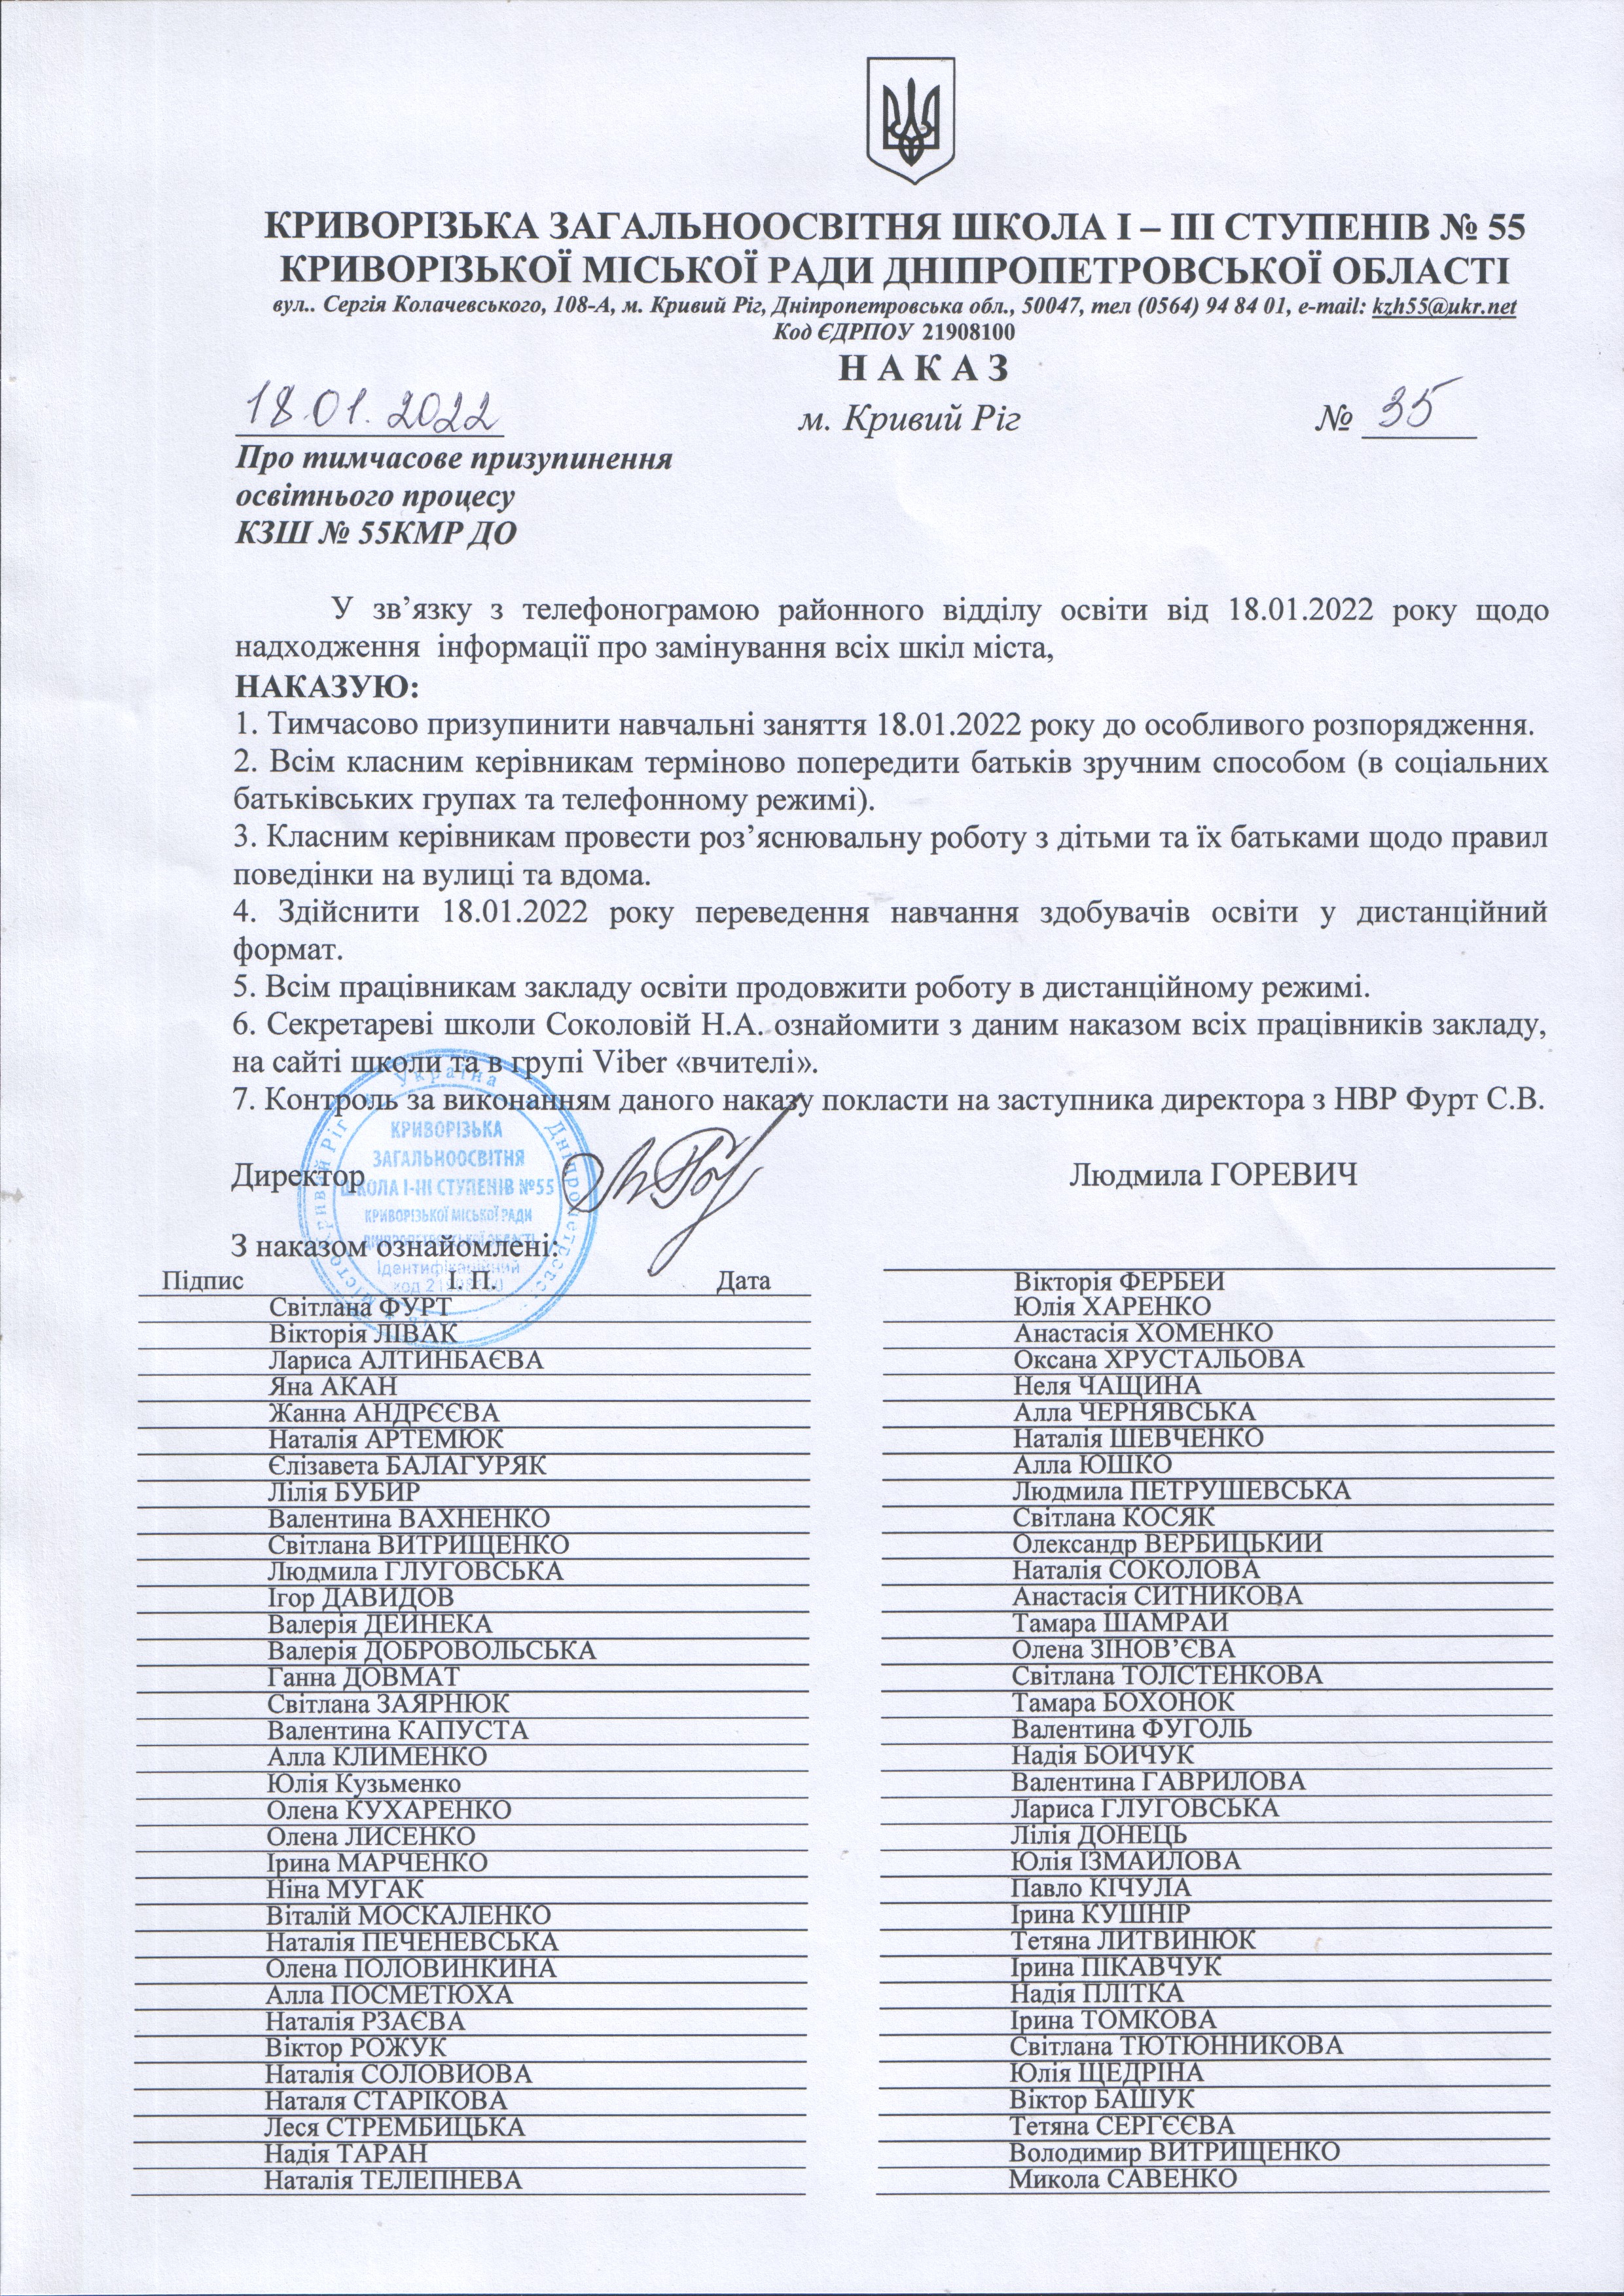 КРИВОРІЗЬКА ЗАГАЛЬНООСВІТНЯ ШКОЛА І – ІІІ СТУПЕНІВ № 55
КРИВОРІЗЬКОЇ МІСЬКОЇ РАДИ ДНІПРОПЕТРОВСЬКОЇ ОБЛАСТІ
вул.. Сергія Колачевського, 108-А, м. Кривий Ріг, Дніпропетровська обл., 50047, тел (0564) 94 84 01, e-mail: kzh55@ukr.net
Код ЄДРПОУ 21908100
Н А К А З
18.01.2022 м. Кривий Ріг № 35
Про тимчасове призупинення
освітнього процесу
КЗШ № 55КМР ДО
У зв’язку з телефонограмою районного відділу освіти від 18.01.2022 року щодо
надходження інформації про замінування всіх шкіл міста,
НАКАЗУЮ:
1. Тимчасово призупинити навчальні заняття 18.01.2022 року до особливого розпорядження.
2. Всім класним керівникам терміново попередити батьків зручним способом (в соціальних
батьківських групах та телефонному режимі).
3. Класним керівникам провести роз’яснювальну роботу з дітьми та їх батьками щодо правил
поведінки на вулиці та вдома.
4. Здійснити 18.01.2022 року переведення навчання здобувачів освіти у дистанційний
формат.
5. Всім працівникам закладу освіти продовжити роботу в дистанційному режимі.
6. Секретареві школи Соколовій Н.А. ознайомити з даним наказом всіх працівників закладу,
на сайті школи та в групі Viber «вчителі».
7. Контроль за виконанням даного наказу покласти на заступника директора з НВР Фурт С.В.
Директор Людмила ГОРЕВИЧ
Україна
Дніпропетровс
місто Кривий Ріг
КРИВОРІЗЬКА
ЗАГАЛЬНООСВІТНЯ
ШКОЛА І-ІІІ СТУПЕНІВ №55
КРИВОРІЗЬКОЇ МІСЬКОЇ РАДИ
ДНІПРОПЕТРОВСЬКОЇ ОБЛАСТІ
Ідентифікаційний
код 21908100
З наказом ознайомлені:
Підпис І. П. Дата
Світлана ФУРТ
Вікторія ЛІВАК
Лариса АЛТИНБАЄВА
Яна АКАН
Жанна АНДРЄЄВА
Наталія АРТЕМЮК
Єлізавета БАЛАГУРЯК
Лілія БУБИР
Валентина ВАХНЕНКО
Світлана ВИТРИЩЕНКО
Людмила ГЛУГОВСЬКА
Ігор ДАВИДОВ
Валерія ДЕЙНЕКА
Валерія ДОБРОВОЛЬСЬКА
Ганна ДОВМАТ
Світлана ЗАЯРНЮК
Валентина КАПУСТА
Алла КЛИМЕНКО
Юлія Кузьменко
Олена КУХАРЕНКО
Олена ЛИСЕНКО
Ірина МАРЧЕНКО
Ніна МУГАК
Віталій МОСКАЛЕНКО
Наталія ПЕЧЕНЕВСЬКА
Олена ПОЛОВИНКИНА
Алла ПОСМЕТЮХА
Наталія РЗАЄВА
Віктор РОЖУК
Наталія СОЛОВЙОВА
Наталя СТАРІКОВА
Леся СТРЕМБИЦЬКА
Надія ТАРАН
Наталія ТЕЛЕПНЕВА
Вікторія ФЕРБЕЙ
Юлія ХАРЕНКО
Анастасія ХОМЕНКО
Оксана ХРУСТАЛЬОВА
Неля ЧАЩИНА
Алла ЧЕРНЯВСЬКА
Наталія ШЕВЧЕНКО
Алла ЮШКО
Людмила ПЕТРУШЕВСЬКА
Світлана КОСЯК
Олександр ВЕРБИЦЬКИЙ
Наталія СОКОЛОВА
Анастасія СИТНИКОВА
Тамара ШАМРАЙ
Олена ЗІНОВ’ЄВА
Світлана ТОЛСТЕНКОВА
Тамара БОХОНОК
Валентина ФУГОЛЬ
Надія БОЙЧУК
Валентина ГАВРИЛОВА
Лариса ГЛУГОВСЬКА
Лілія ДОНЕЦЬ
Юлія ІЗМАЙЛОВА
Павло КІЧУЛА
Ірина КУШНІР
Тетяна ЛИТВИНЮК
Ірина ПІКАВЧУК
Надія ПЛІТКА
Ірина ТОМКОВА
Світлана ТЮТЮННИКОВА
Юлія ЩЕДРІНА
Віктор БАШУК
Тетяна СЕРГЄЄВА
Володимир ВИТРИЩЕНКО
Микола САВЕНКО